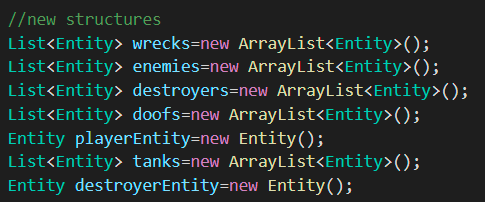 //new structures
List<Entity> wrecks=new ArrayList<Entity>();
List<Entity> enemies=new ArrayList<Entity>();
List<Entity> destroyers=new ArrayList<Entity>();
List<Entity> doofs=new ArrayList<Entity>();
Entity playerEntity=new Entity();
List<Entity> tanks=new ArrayList<Entity>();
Entity destroyerEntity=new Entity();